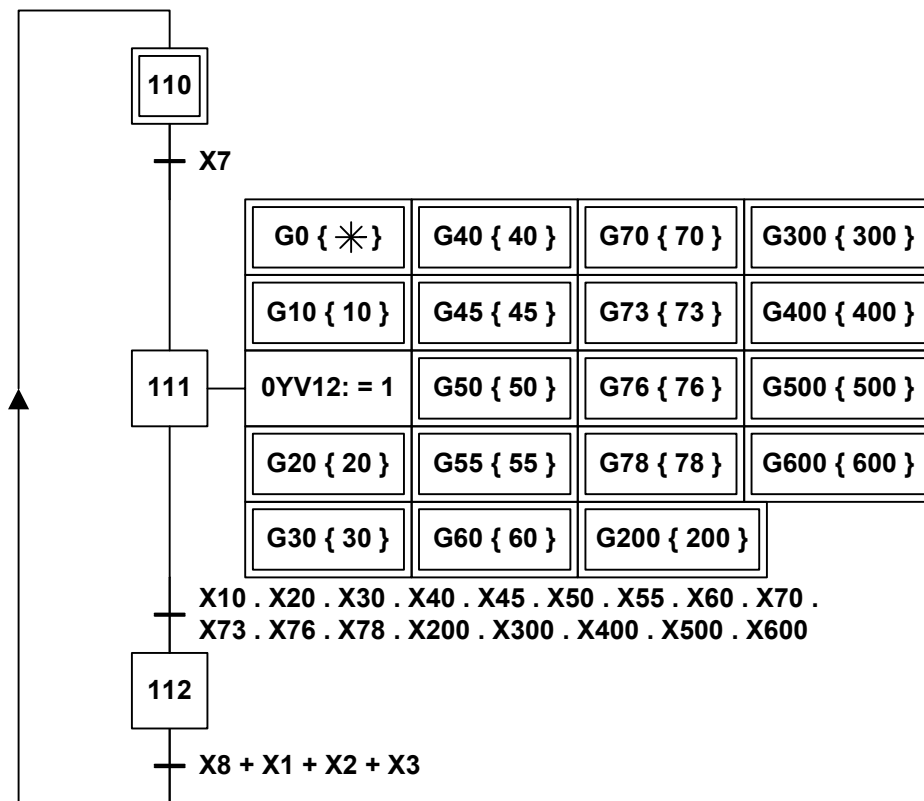 110
X7
G0 { * } G40 { 40 } G70 { 70 } G300 { 300 }
G10 { 10 } G45 { 45 } G73 { 73 } G400 { 400 }
111 0YV12: = 1 G50 { 50 } G76 { 76 } G500 { 500 }
G20 { 20 } G55 { 55 } G78 { 78 } G600 { 600 }
G30 { 30 } G60 { 60 } G200 { 200 }
X10 . X20 . X30 . X40 . X45 . X50 . X55 . X60 . X70 .
X73 . X76 . X78 . X200 . X300 . X400 . X500 . X600
112
X8 + X1 + X2 + X3